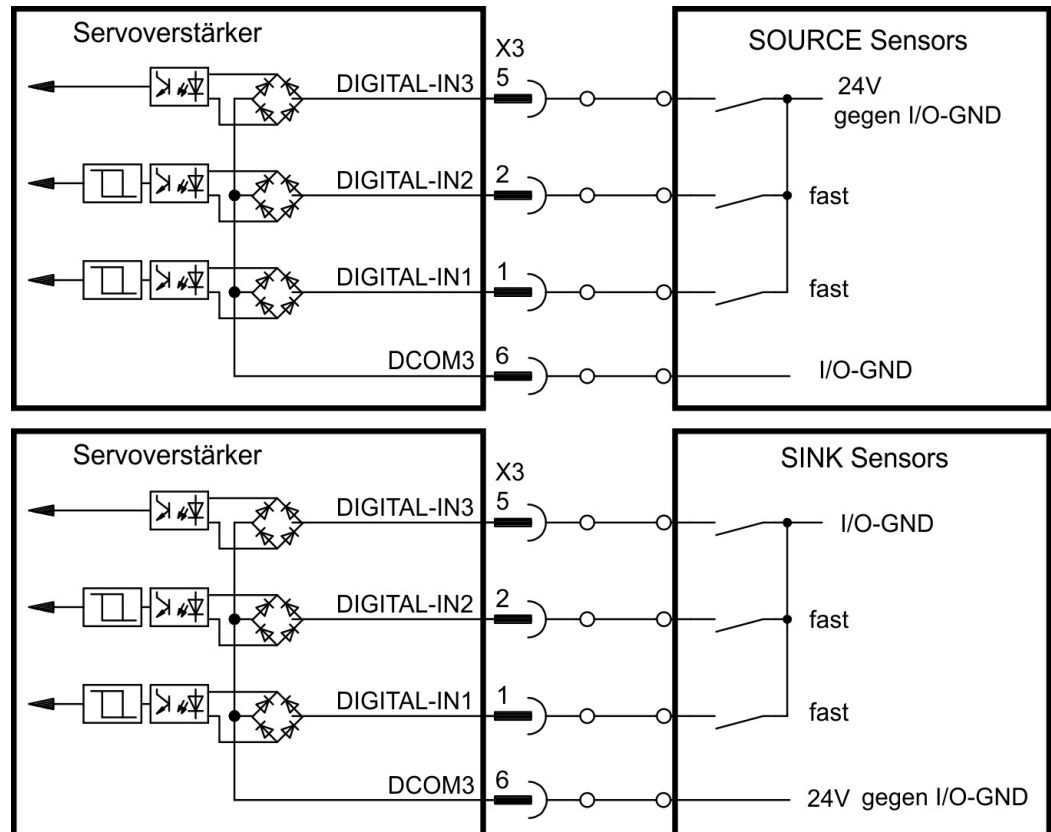 Servoverstärker
X3
SOURCE Sensors
DIGITAL-IN3
5
24V
gegen I/O-GND
DIGITAL-IN2
2
fast
DIGITAL-IN1
1
fast
DCOM3
6
I/O-GND
Servoverstärker
X3
SINK Sensors
DIGITAL-IN3
5
I/O-GND
DIGITAL-IN2
2
fast
DIGITAL-IN1
1
fast
DCOM3
6
24V gegen I/O-GND